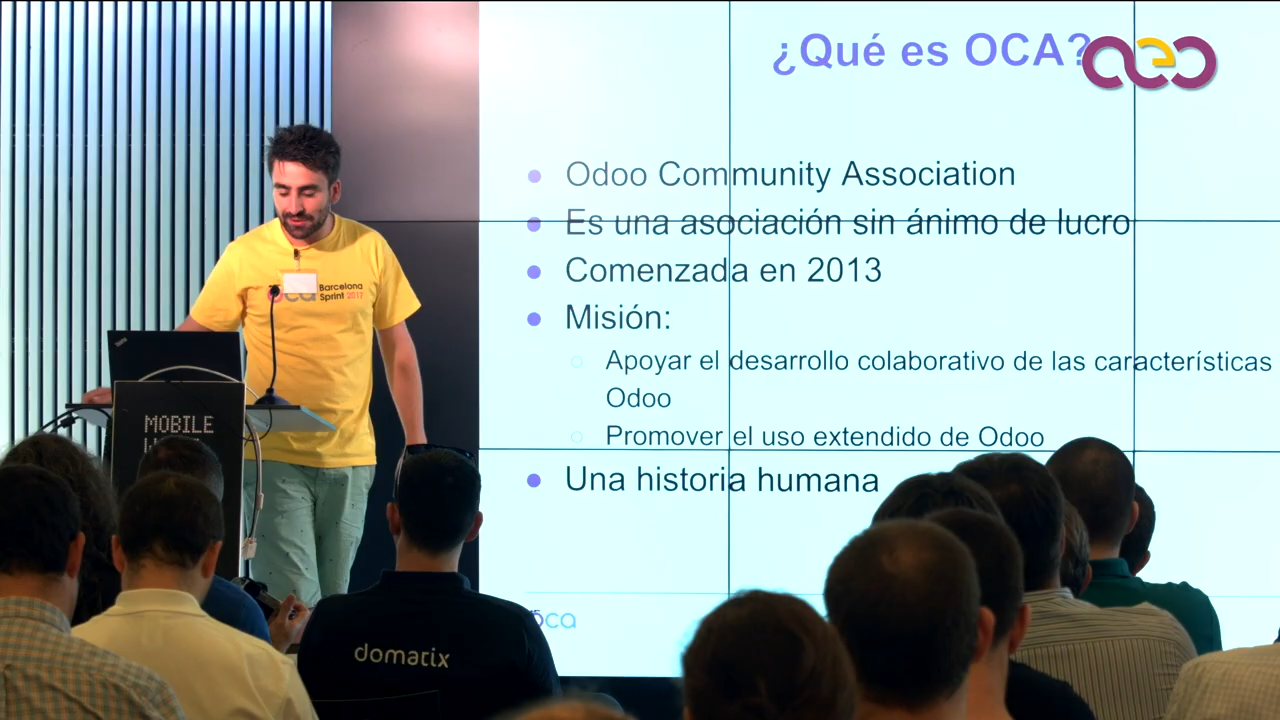 ¿Qué es OCA?
aeo
Odoo Community Association
Es una asociación sin ánimo de lucro
Comenzada en 2013
Misión:
Apoyar el desarrollo colaborativo de las características
Odoo
Promover el uso extendido de Odoo
Una historia humana
oca
oca Barcelona
Sprint 2017
MOBILE
domatix